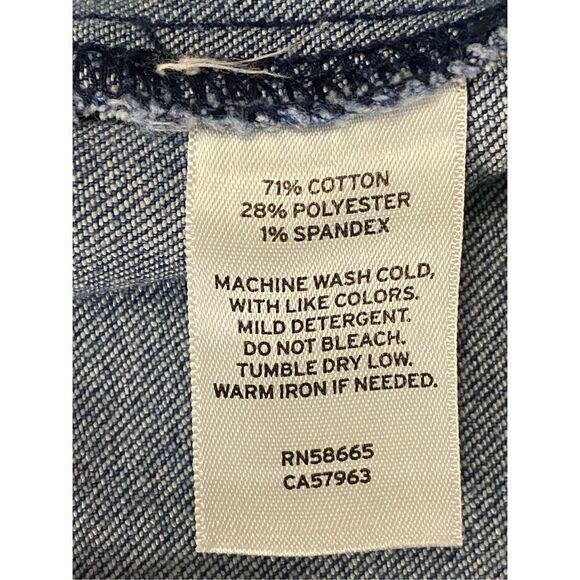 71% COTTON
28% POLYESTER
1% SPANDEX
MACHINE WASH COLD,
WITH LIKE COLORS.
MILD DETERGENT.
DO NOT BLEACH.
TUMBLE DRY LOW.
WARM IRON IF NEEDED.
RN58665
CA57963